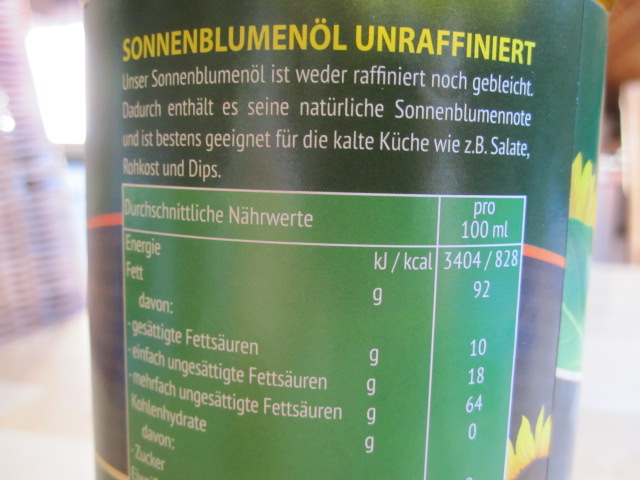 SONNENBLUMENÖL UNRAFFINIERT
Unser Sonnenblumenöl ist weder raffiniert noch gebleicht.
Dadurch enthält es seine natürliche Sonnenblumennote
und ist bestens geeignet für die kalte Küche wie z.B. Salate,
Rohkost und Dips.
Durchschnittliche Nährwerte pro 100 ml
Energie kJ / kcal 3404 / 828
Fett g 92
davon:
- gesättigte Fettsäuren g 10
- einfach ungesättigte Fettsäuren g 18
- mehrfach ungesättigte Fettsäuren g 64
Kohlenhydrate g 0
davon:
- Zucker